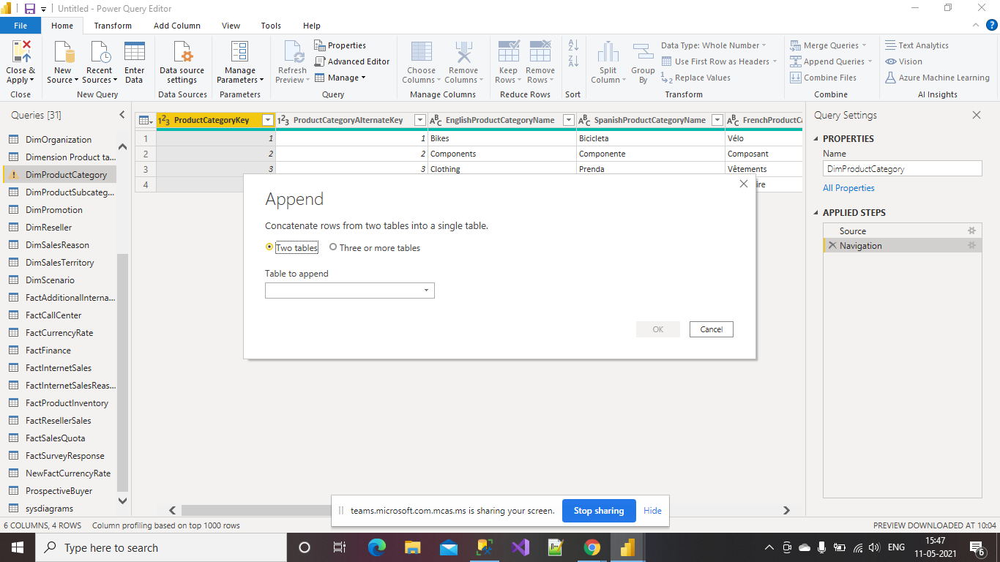 Untitled - Power Query Editor
File Home Transform Add Column View Tools Help
Close & Apply
New Source
Recent Sources
Enter Data
Data source settings
Manage Parameters
Refresh Preview
Properties
Advanced Editor
Manage
Choose Columns
Remove Columns
Keep Rows
Remove Rows
Split Column
Group By
Data Type: Whole Number
Use First Row as Headers
Replace Values
Merge Queries
Append Queries
Combine Files
Text Analytics
Vision
Azure Machine Learning
Close New Query Data Sources Parameters Query Manage Columns Reduce Rows Sort Transform Combine AI Insights
Queries [31]
DimOrganization
Dimension Product ta...
DimProductCategory
DimProductSubcateg...
DimPromotion
DimReseller
DimSalesReason
DimSalesTerritory
DimScenario
FactAdditionalInterna...
FactCallCenter
FactCurrencyRate
FactFinance
FactInternetSales
FactInternetSalesReas...
FactProductInventory
FactResellerSales
FactSalesQuota
FactSurveyResponse
NewFactCurrencyRate
ProspectiveBuyer
sysdiagrams
ProductCategoryKey ProductCategoryAlternateKey EnglishProductCategoryName SpanishProductCategoryName FrenchProductCa
1 1 1 Bikes Bicicleta Vélo
2 2 2 Components Componente Composant
3 3 3 Clothing Prenda Vêtements
4 ire
Append
Concatenate rows from two tables into a single table.
Two tables Three or more tables
Table to append
OK Cancel
Query Settings
PROPERTIES
Name
DimProductCategory
All Properties
APPLIED STEPS
Source
Navigation
teams.microsoft.com.mcas.ms is sharing your screen. Stop sharing Hide
6 COLUMNS, 4 ROWS Column profiling based on top 1000 rows PREVIEW DOWNLOADED AT 10:04
Type here to search
ENG
15:47
11-05-2021
6